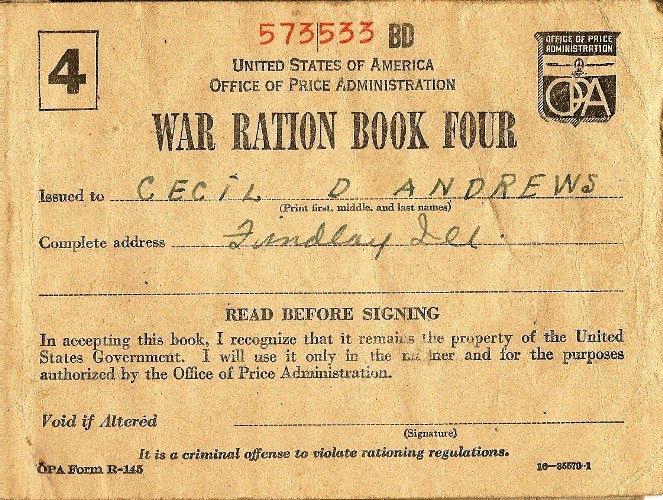 573533 BD
4
UNITED STATES OF AMERICA
OFFICE OF PRICE ADMINISTRATION
OFFICE OF PRICE
ADMINISTRATION
OPA
WAR RATION BOOK FOUR
Issued to CECIL D ANDREWS
(Print first, middle, and last names)
Complete address Findlay Ill.
READ BEFORE SIGNING
In accepting this book, I recognize that it remains the property of the United
States Government. I will use it only in the manner and for the purposes
authorized by the Office of Price Administration.
Void if Altered
(Signature)
It is a criminal offense to violate rationing regulations.
OPA Form R-145
16-35570-1